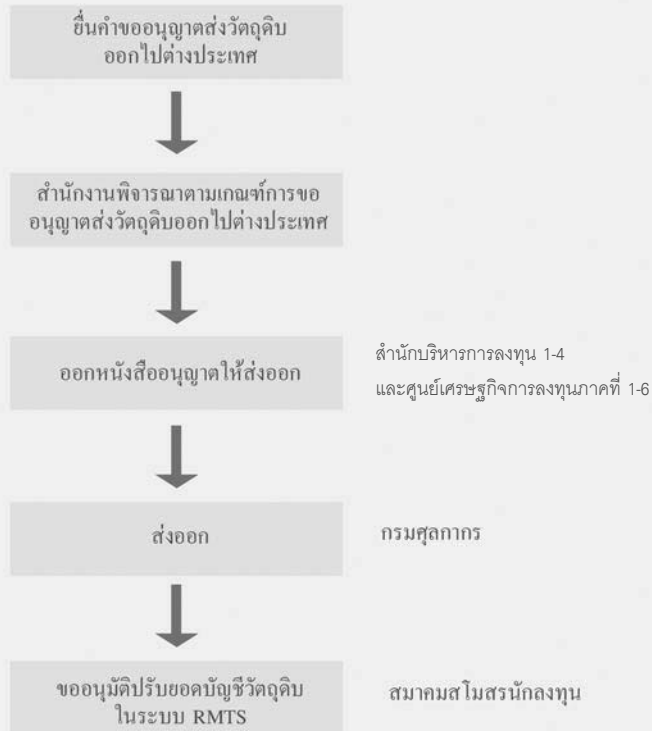 ยื่นคำขออนุญาตส่งวัตถุดิบ
ออกไปต่างประเทศ
สำนักงานพิจารณาตามเกณฑ์การขอ
อนุญาตส่งวัตถุดิบออกไปต่างประเทศ
ออกหนังสืออนุญาตให้ส่งออก
สำนักบริหารการลงทุน 1-4
และศูนย์เศรษฐกิจการลงทุนภาคที่ 1-6
ส่งออก
กรมศุลกากร
ขออนุมัติปรับยอดบัญชีวัตถุดิบ
ในระบบ RMTS
สมาคมสโมสรนักลงทุน